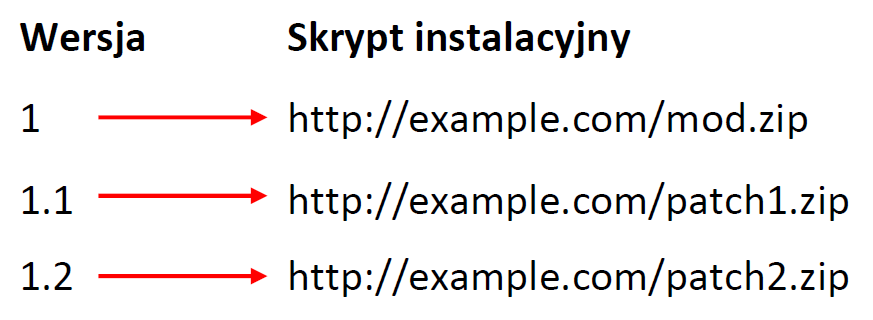 Wersja Skrypt instalacyjny
1 http://example.com/mod.zip
1.1 http://example.com/patch1.zip
1.2 http://example.com/patch2.zip